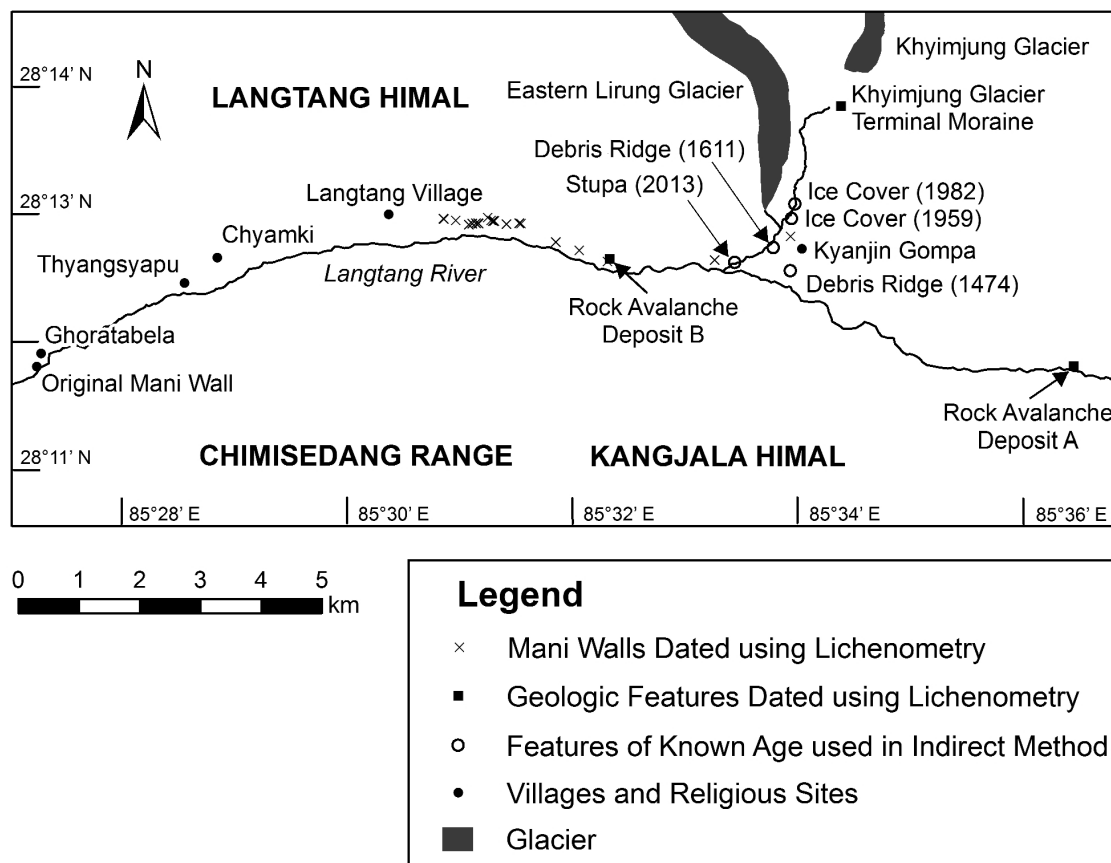 Khyimjung Glacier
28°14' N
N
LANGTANG HIMAL
Eastern Lirung Glacier
Khyimjung Glacier
Terminal Moraine
Debris Ridge (1611)
Stupa (2013)
Langtang Village
Ice Cover (1982)
28°13' N
Ice Cover (1959)
Chyamki
Kyanjin Gompa
Thyangsyapu
Langtang River
Debris Ridge (1474)
Rock Avalanche
Deposit B
Ghoratabela
Original Mani Wall
Rock Avalanche
Deposit A
28°11' N
CHIMISEDANG RANGE
KANGJALA HIMAL
85°28' E
85°30' E
85°32' E
85°34' E
85°36' E
0 1 2 3 4 5
km
Legend
Mani Walls Dated using Lichenometry
Geologic Features Dated using Lichenometry
Features of Known Age used in Indirect Method
Villages and Religious Sites
Glacier